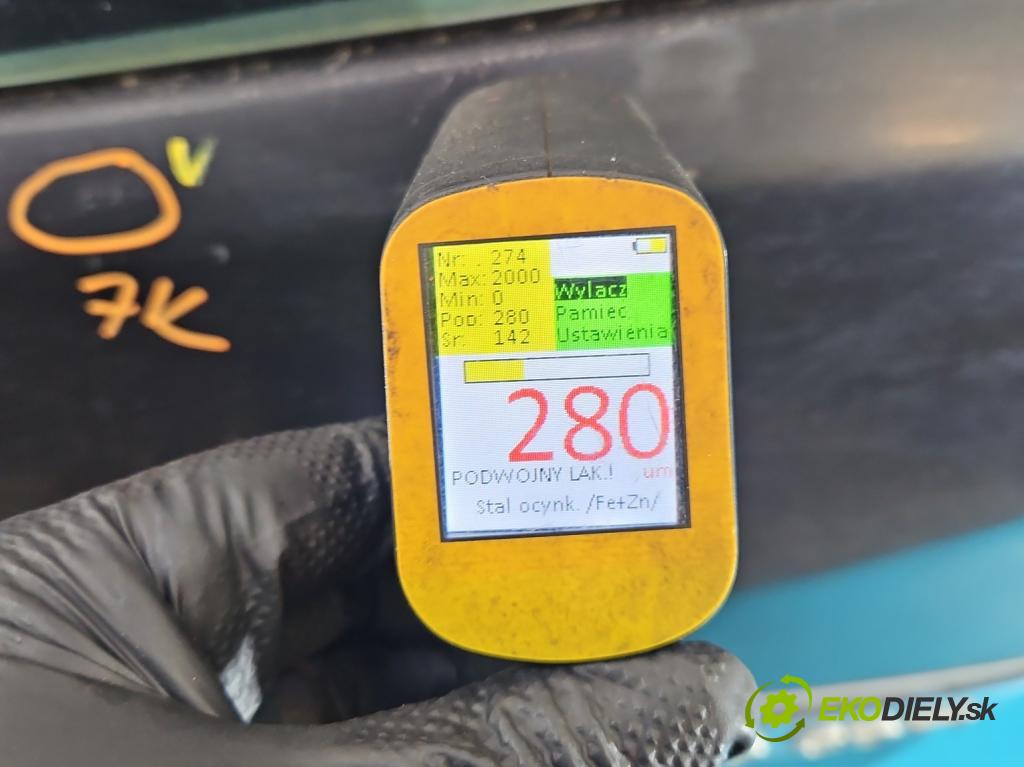 V
7K
Nr: 274
Max: 2000
Min: 0
Pop: 280
Sr: 142
Wylacz
Pamiec
Ustawienia
280
PODWOJNY LAK.! um
Stal ocynk. /Fe+Zn/
EKODIELY.sk